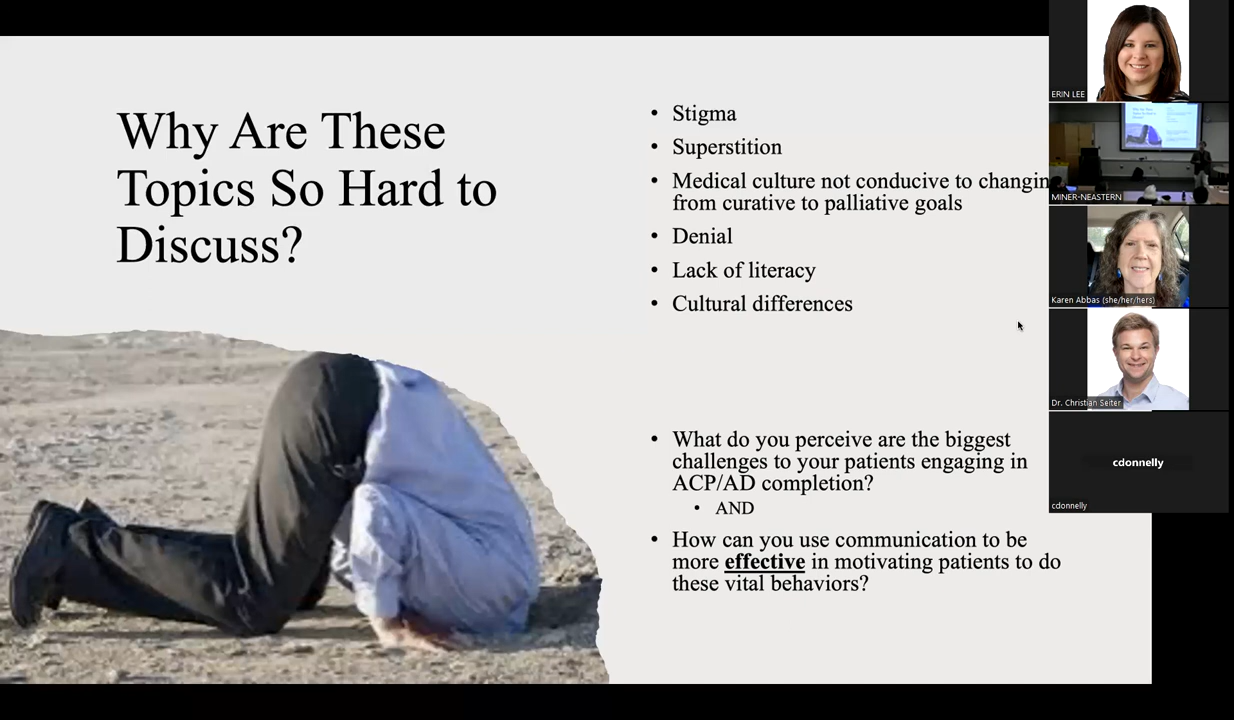 Why Are These
Topics So Hard to
Discuss?
• Stigma
• Superstition
• Medical culture not conducive to changin
from curative to palliative goals
• Denial
• Lack of literacy
• Cultural differences
• What do you perceive are the biggest
challenges to your patients engaging in
ACP/AD completion?
• AND
• How can you use communication to be
more effective in motivating patients to do
these vital behaviors?
ERIN LEE
MINER-NEASTERN
Karen Abbas (she/her/hers)
Dr. Christian Seiter
cdonnelly
cdonnelly